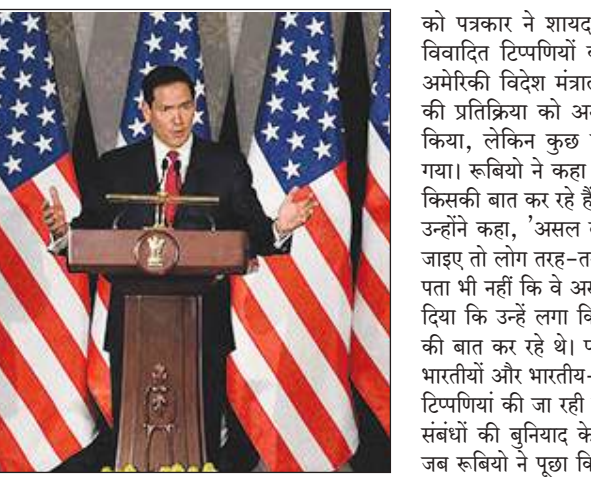 को पत्रकार ने शायद
विवादित टिप्पणियों
अमेरिकी विदेश
की प्रतिक्रिया को
किया, लेकिन कुछ
गया। रूबियो ने कहा
किसकी बात कर रहे हैं
उन्होंने कहा, 'असल
जाइए तो लोग तरह-त
पता भी नहीं कि वे
दिया कि उन्हें लगा
की बात कर रहे थे।
भारतीयों और भारतीय-
टिप्पणियां की जा रही
संबंधों की बुनियाद के
जब रूबियो ने पूछा